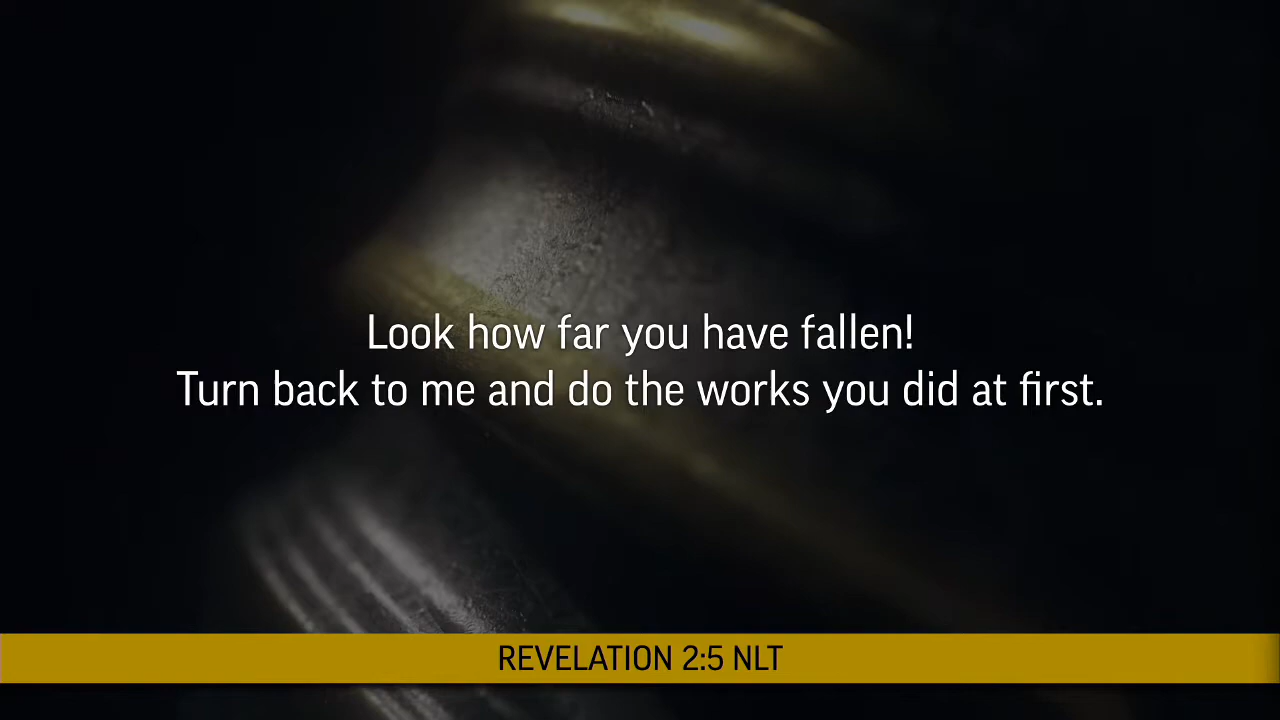 Look how far you have fallen!
Turn back to me and do the works you did at first.
REVELATION 2:5 NLT